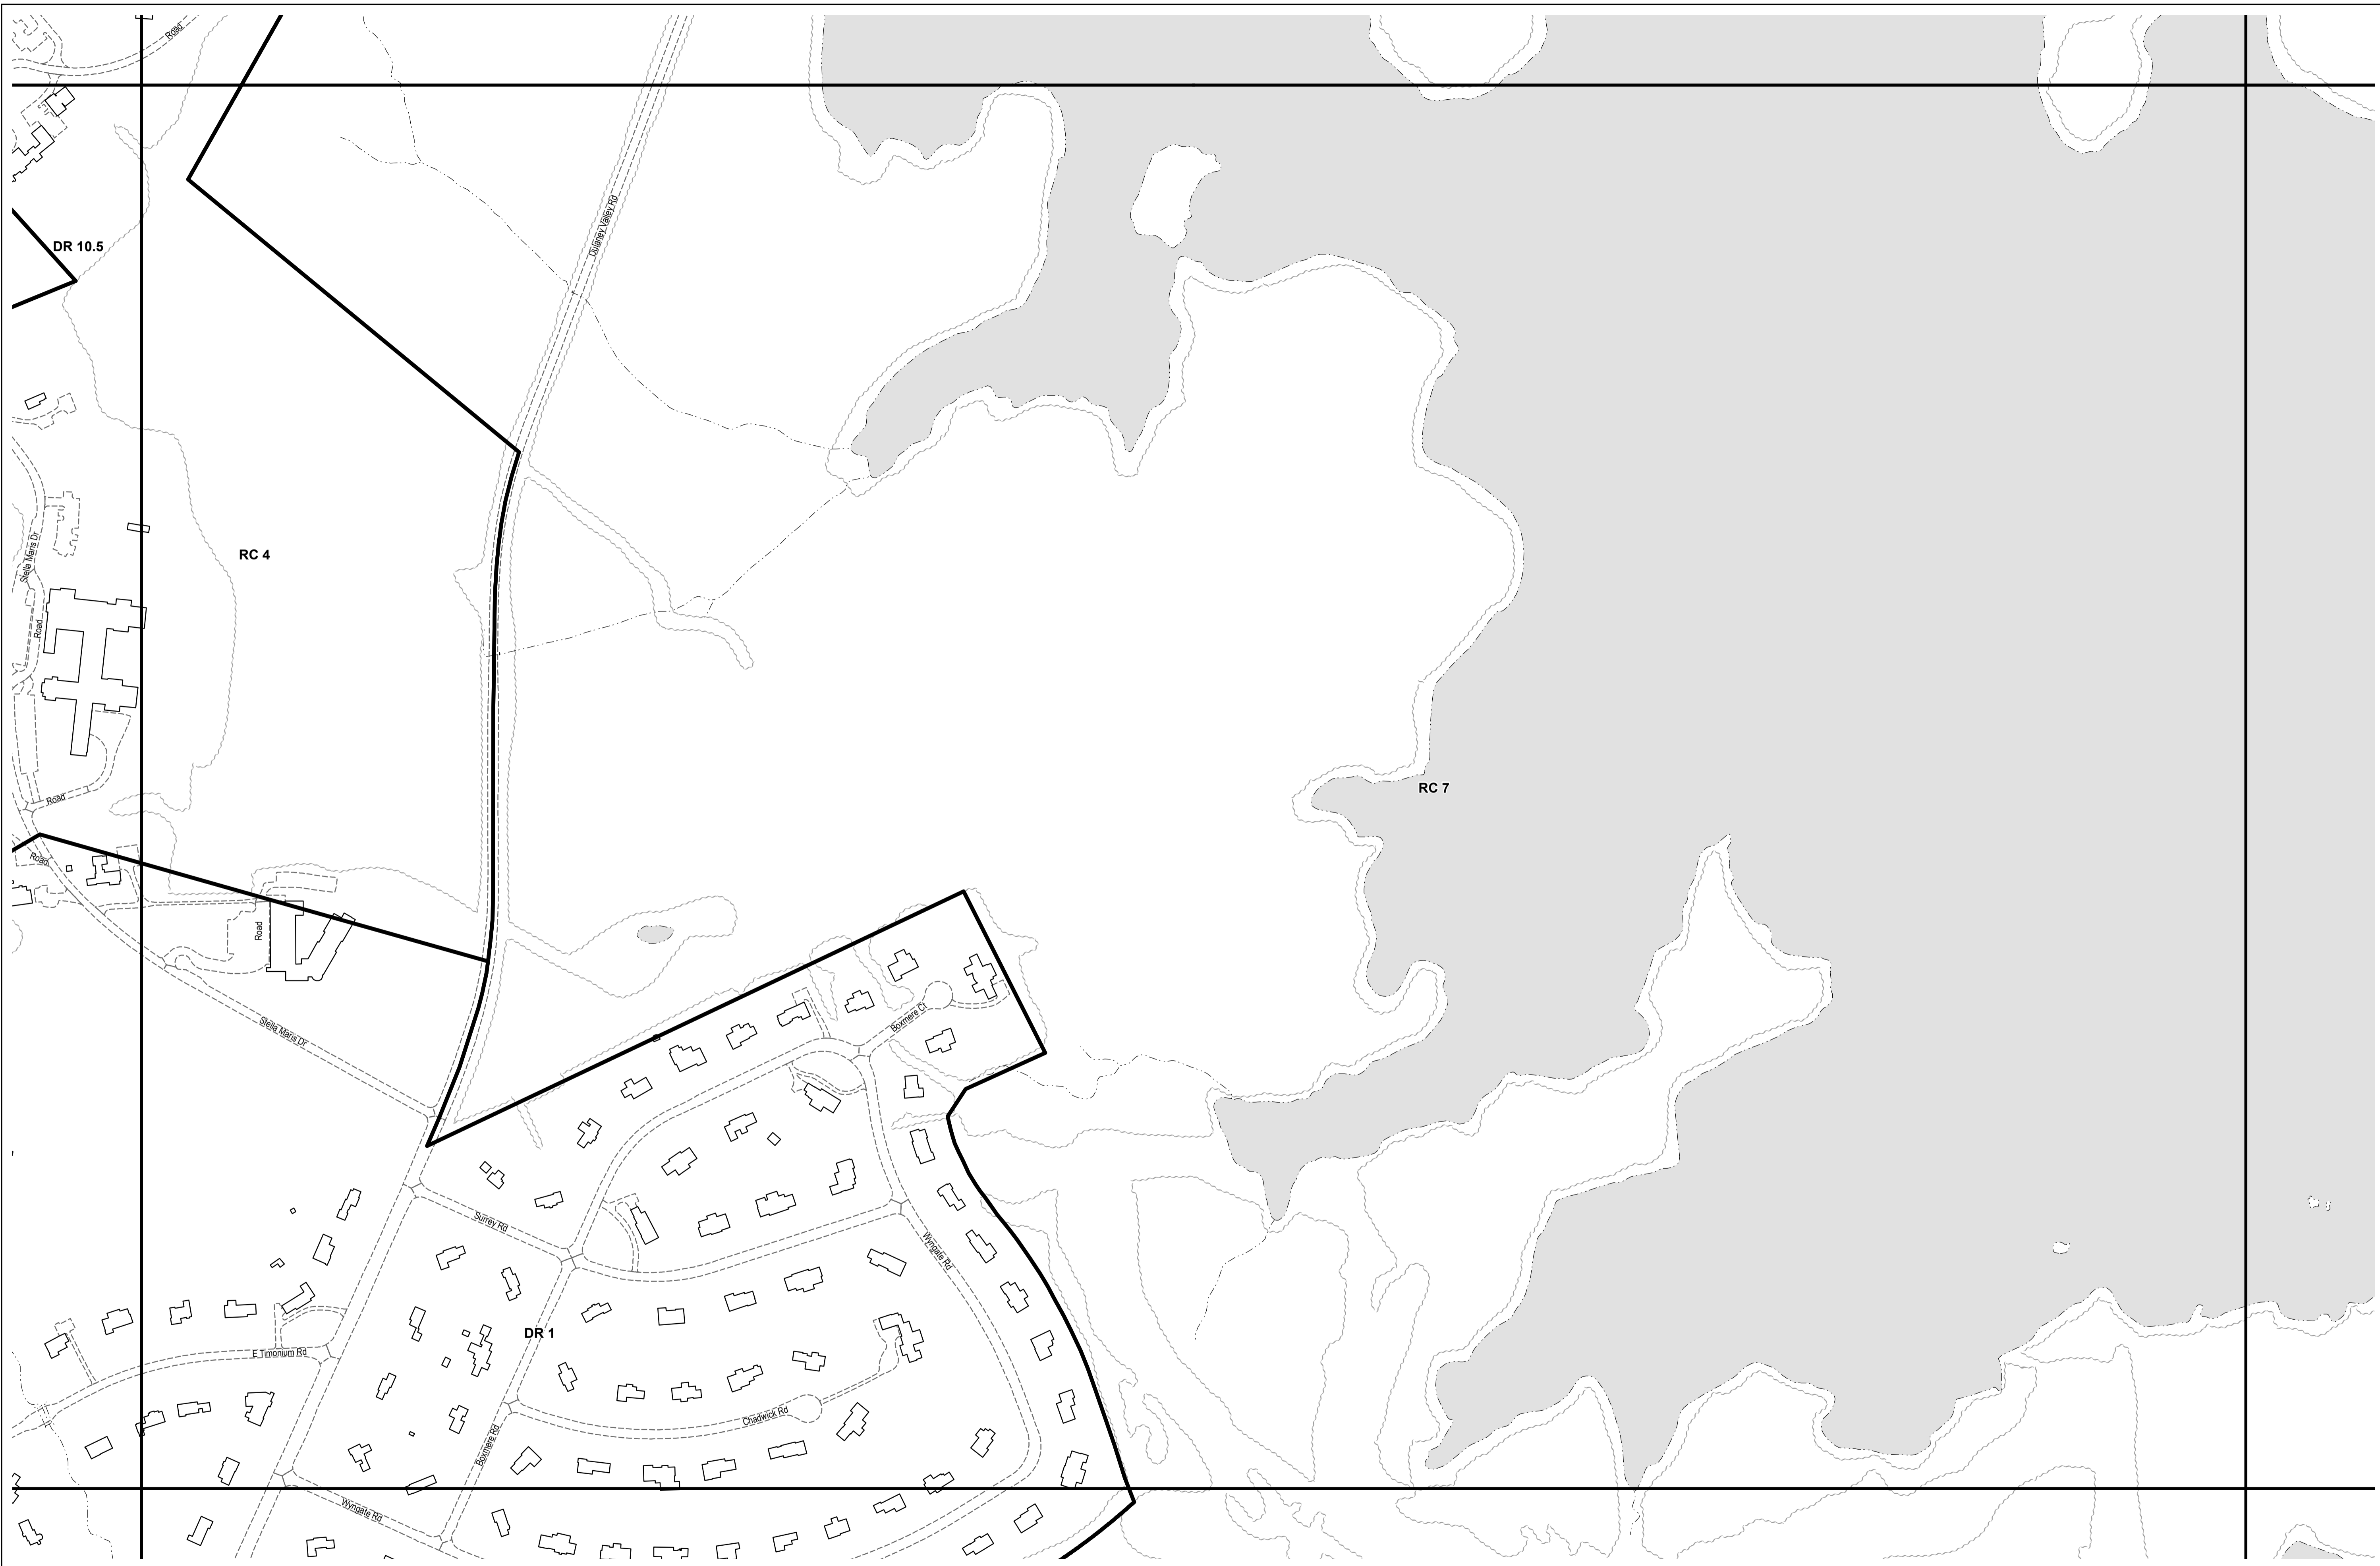 Road
DR 10.5
Dulaney Valley Rd
Stella Maris Dr
RC 4
Road
RC 7
Road
Road
Road
Stella Maris Dr
Boxmere Ct
Surrey Rd
Wyngate Rd
DR 1
E Timonium Rd
Chadwick Rd
Boxmere Rd
Wyngate Rd